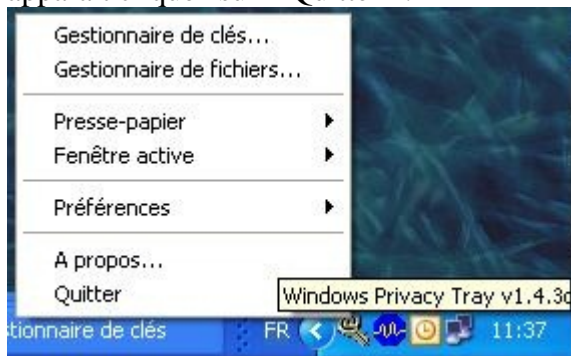 Gestionnaire de clés...
Gestionnaire de fichiers...
Presse-papier
Fenêtre active
Préférences
A propos...
Quitter
Windows Privacy Tray v1.4.3
tionnaire de clés
FR
11:37